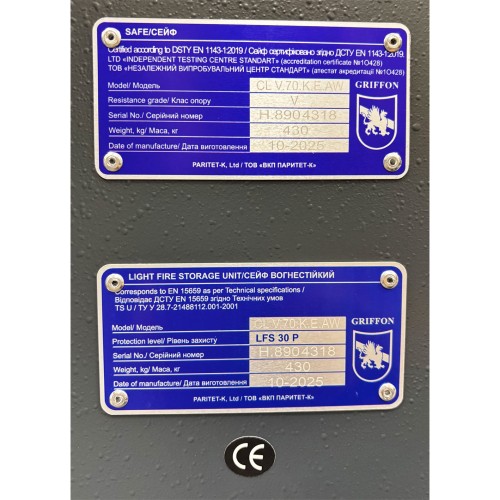 SAFE/СЕЙФ
Certified according to DSTY EN 1143-1:2019 / Сейф сертифіковано згідно ДСТУ EN 1143-1:2019
LTD «INDEPENDENT TESTING CENTRE STANDART» (accreditation certificate №1O428)
ТОВ «НЕЗАЛЕЖНИЙ ВИПРОБУВАЛЬНИЙ ЦЕНТР СТАНДАРТ» (атестат акредитації №1O428)
Model/ Модель CL V.70.K.E.AW GRIFFON
Resistance grade/ Клас опору V
Serial No./ Серійний номер H.8904318
Weight, kg/ Маса, кг 430
Date of manufacture/ Дата виготовлення 10-2025
PARITET-K, Ltd / ТОВ «ВКП ПАРИТЕТ-К»
LIGHT FIRE STORAGE UNIT/СЕЙФ ВОГНЕСТІЙКИЙ
Corresponds to EN 15659 as per Technical specifications /
Відповідає ДСТУ EN 15659 згідно Технічних умов
TS U / ТУ У 28.7-21488112.001-2001
Model/ Модель CL V.70.K.E.AW GRIFFON
Protection level/ Рівень захисту LFS 30 P
Serial No./ Серійний номер H.8904318
Weight, kg/ Маса, кг 430
Date of manufacture/ Дата виготовлення 10-2025
PARITET-K, Ltd / ТОВ «ВКП ПАРИТЕТ-К»
CE